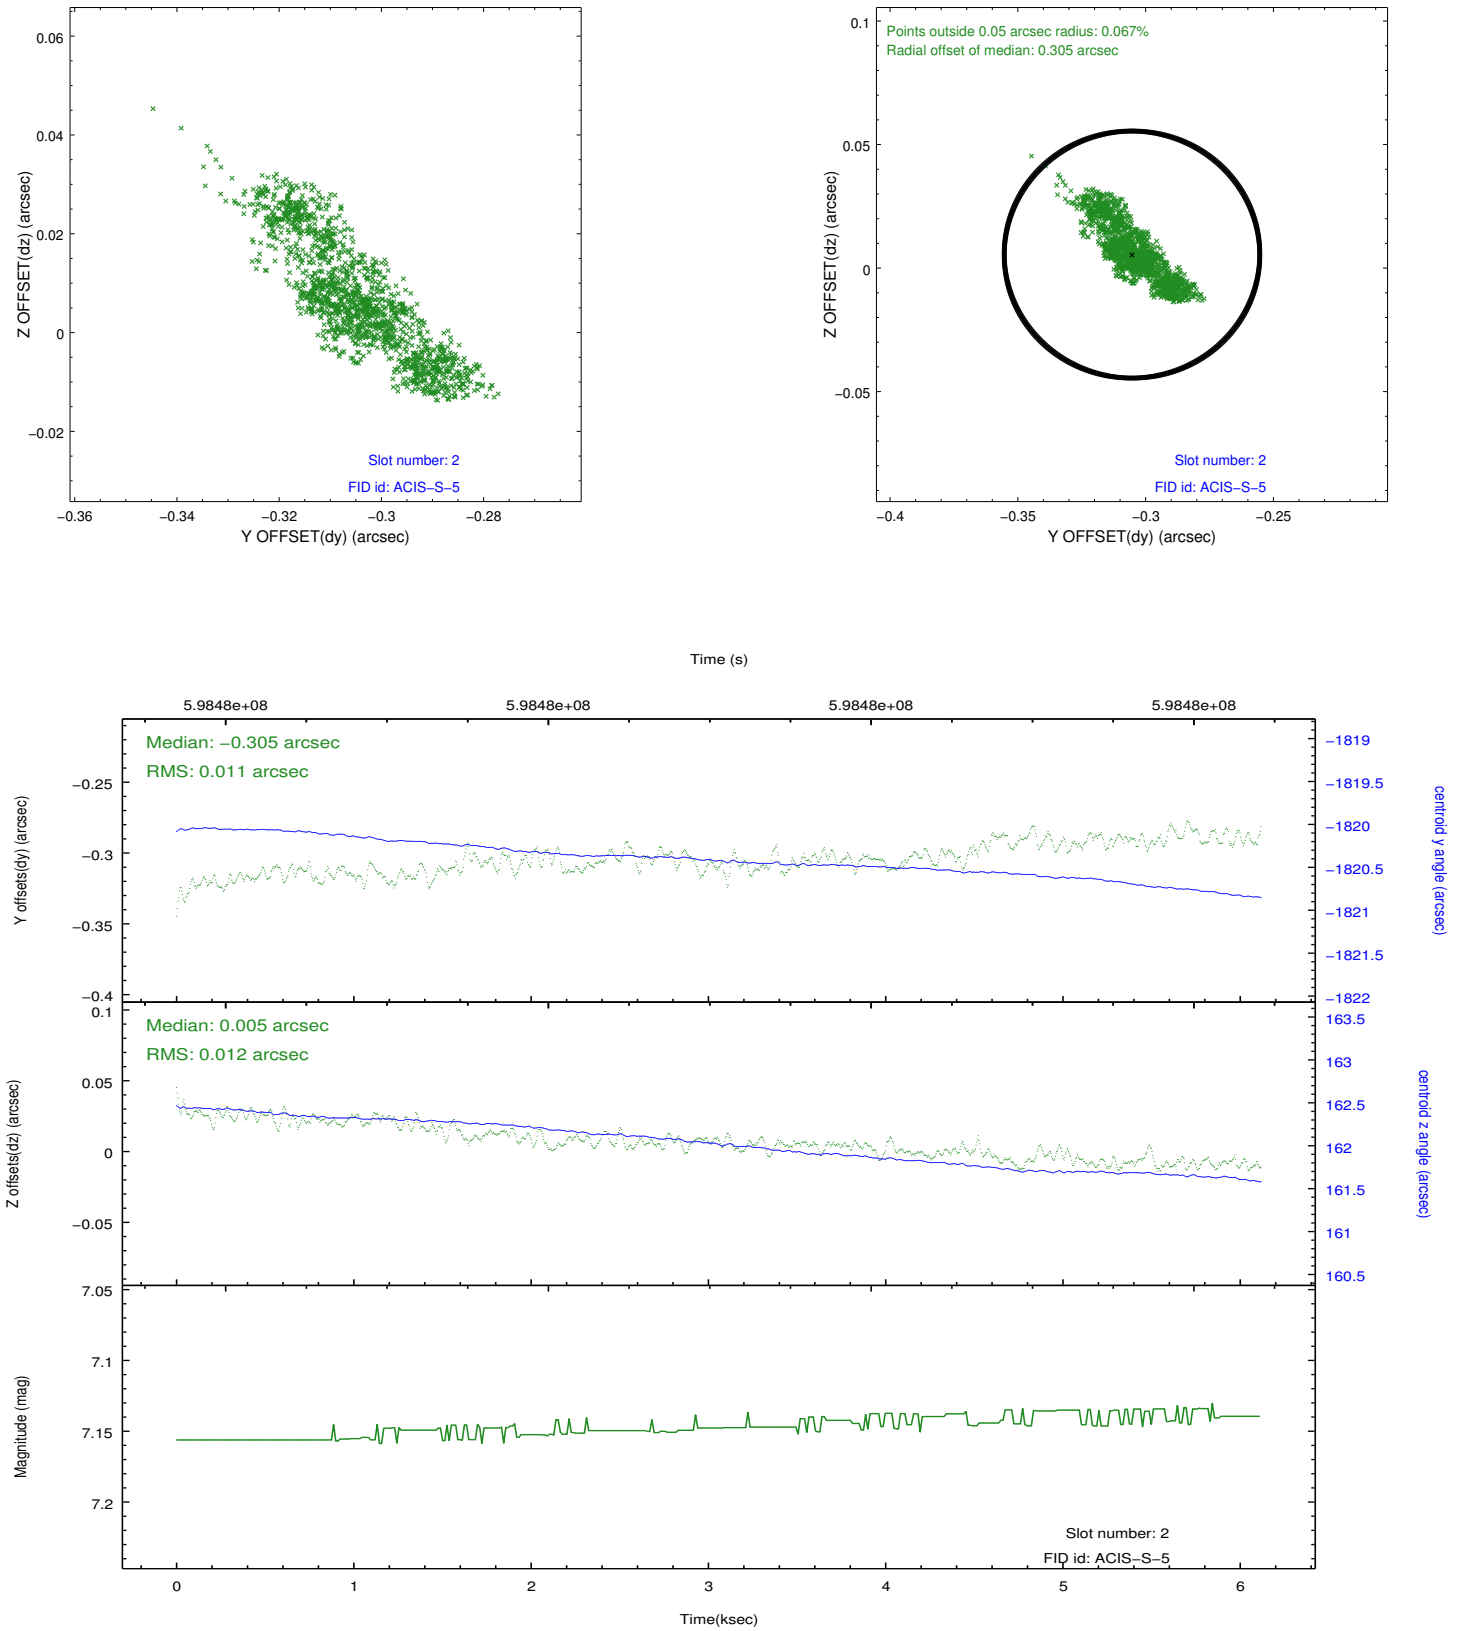 0.06
0.04
0.02
0
−0.02
Z OFFSET(dz) (arcsec)
Slot number: 2
FID id: ACIS−S−5
−0.36 −0.34 −0.32 −0.3 −0.28
Y OFFSET(dy) (arcsec)
Points outside 0.05 arcsec radius: 0.067%
Radial offset of median: 0.305 arcsec
0.1
0.05
0
−0.05
Z OFFSET(dz) (arcsec)
Slot number: 2
FID id: ACIS−S−5
−0.4 −0.35 −0.3 −0.25
Y OFFSET(dy) (arcsec)
Time (s)
5.9848e+08 5.9848e+08 5.9848e+08 5.9848e+08
Median: −0.305 arcsec
RMS: 0.011 arcsec
−0.25
−0.3
−0.35
−0.4
Y offsets(dy) (arcsec)
−1819
−1819.5
−1820
−1820.5
−1821
−1821.5
−1822
centroid y angle (arcsec)
Median: 0.005 arcsec
RMS: 0.012 arcsec
0.1
0.05
0
−0.05
Z offsets(dz) (arcsec)
163.5
163
162.5
162
161.5
161
160.5
centroid z angle (arcsec)
7.05
7.1
7.15
7.2
Magnitude (mag)
Slot number: 2
FID id: ACIS−S−5
0 1 2 3 4 5 6
Time(ksec)